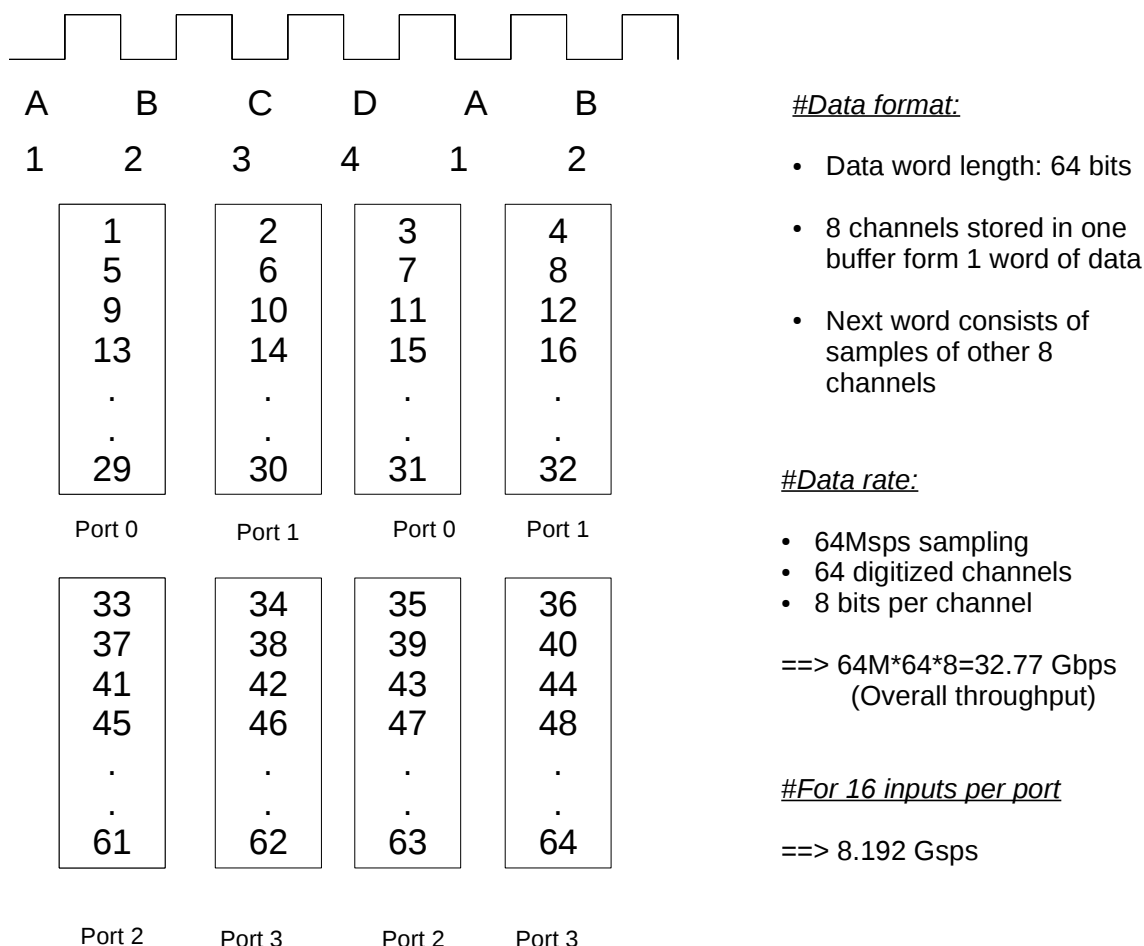 A B C D A B
1 2 3 4 1 2
1 2 3 4
5 6 7 8
9 10 11 12
13 14 15 16
. . . .
. . . .
29 30 31 32
Port 0 Port 1 Port 0 Port 1
33 34 35 36
37 38 39 40
41 42 43 44
45 46 47 48
. . . .
. . . .
61 62 63 64
Port 2 Port 3 Port 2 Port 3
#Data format:
• Data word length: 64 bits
• 8 channels stored in one
buffer form 1 word of data
• Next word consists of
samples of other 8
channels
#Data rate:
• 64Msps sampling
• 64 digitized channels
• 8 bits per channel
==> 64M*64*8=32.77 Gbps
(Overall throughput)
#For 16 inputs per port
==> 8.192 Gsps